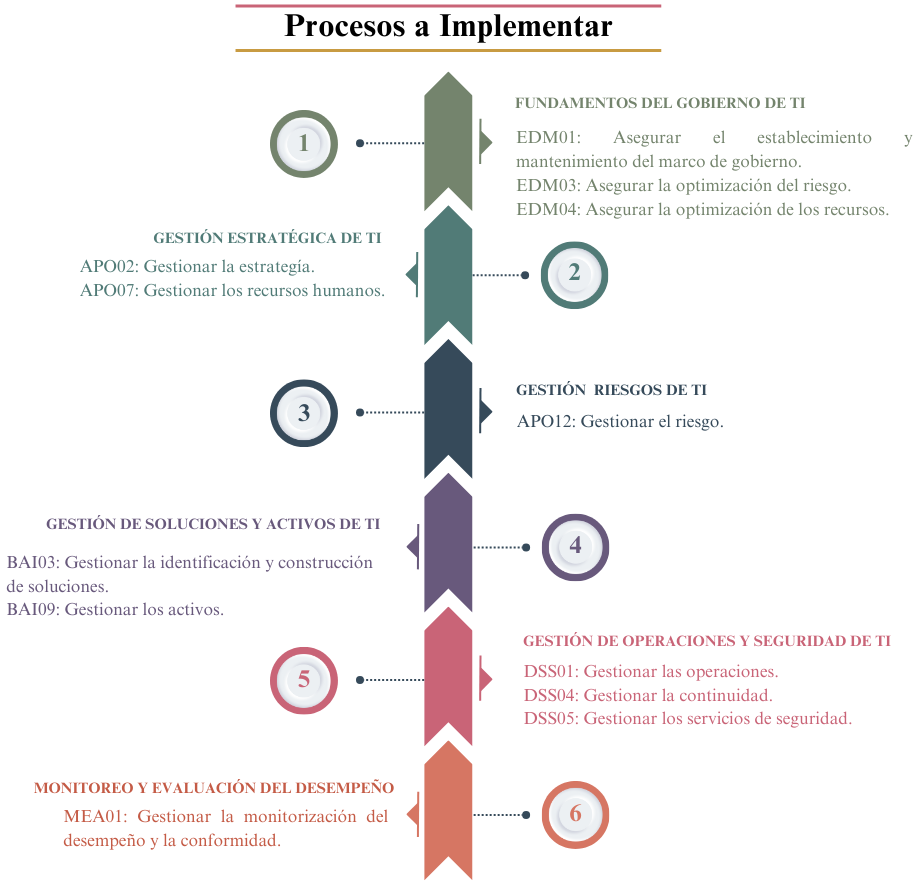 Procesos a Implementar
1
FUNDAMENTOS DEL GOBIERNO DE TI
EDM01: Asegurar el establecimiento y
mantenimiento del marco de gobierno.
EDM03: Asegurar la optimización del riesgo.
EDM04: Asegurar la optimización de los recursos.
GESTIÓN ESTRATÉGICA DE TI
APO02: Gestionar la estrategía.
APO07: Gestionar los recursos humanos.
2
3
GESTIÓN RIESGOS DE TI
APO12: Gestionar el riesgo.
GESTIÓN DE SOLUCIONES Y ACTIVOS DE TI
BAI03: Gestionar la identificación y construcción
de soluciones.
BAI09: Gestionar los activos.
4
5
GESTIÓN DE OPERACIONES Y SEGURIDAD DE TI
DSS01: Gestionar las operaciones.
DSS04: Gestionar la continuidad.
DSS05: Gestionar los servicios de seguridad.
MONITOREO Y EVALUACIÓN DEL DESEMPEÑO
MEA01: Gestionar la monitorización del
desempeño y la conformidad.
6